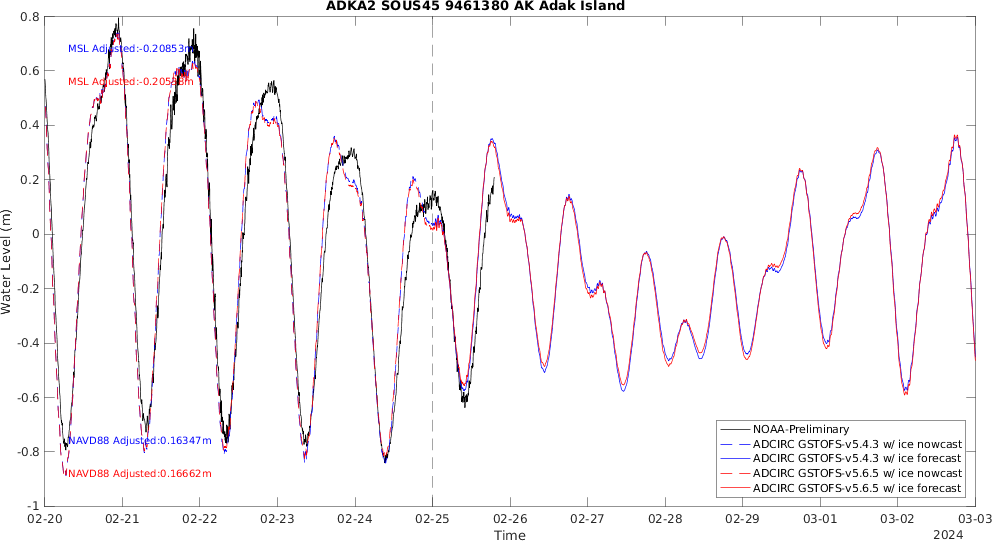 ADKA2 SOUS45 9461380 AK Adak Island
0.8
0.6
0.4
0.2
0
-0.2
-0.4
-0.6
-0.8
-1
Water Level (m)
MSL Adjusted:-0.20853m
NAVD88 Adjusted:0.16347m
NAVD88 Adjusted:0.16662m
NOAA-Preliminary
ADCIRC GSTOFS-v5.4.3 w/ ice nowcast
ADCIRC GSTOFS-v5.4.3 w/ ice forecast
ADCIRC GSTOFS-v5.6.5 w/ ice nowcast
ADCIRC GSTOFS-v5.6.5 w/ ice forecast
02-20 02-21 02-22 02-23 02-24 02-25 02-26 02-27 02-28 02-29 03-01 03-02 03-03
Time
2024
MSL Adjusted